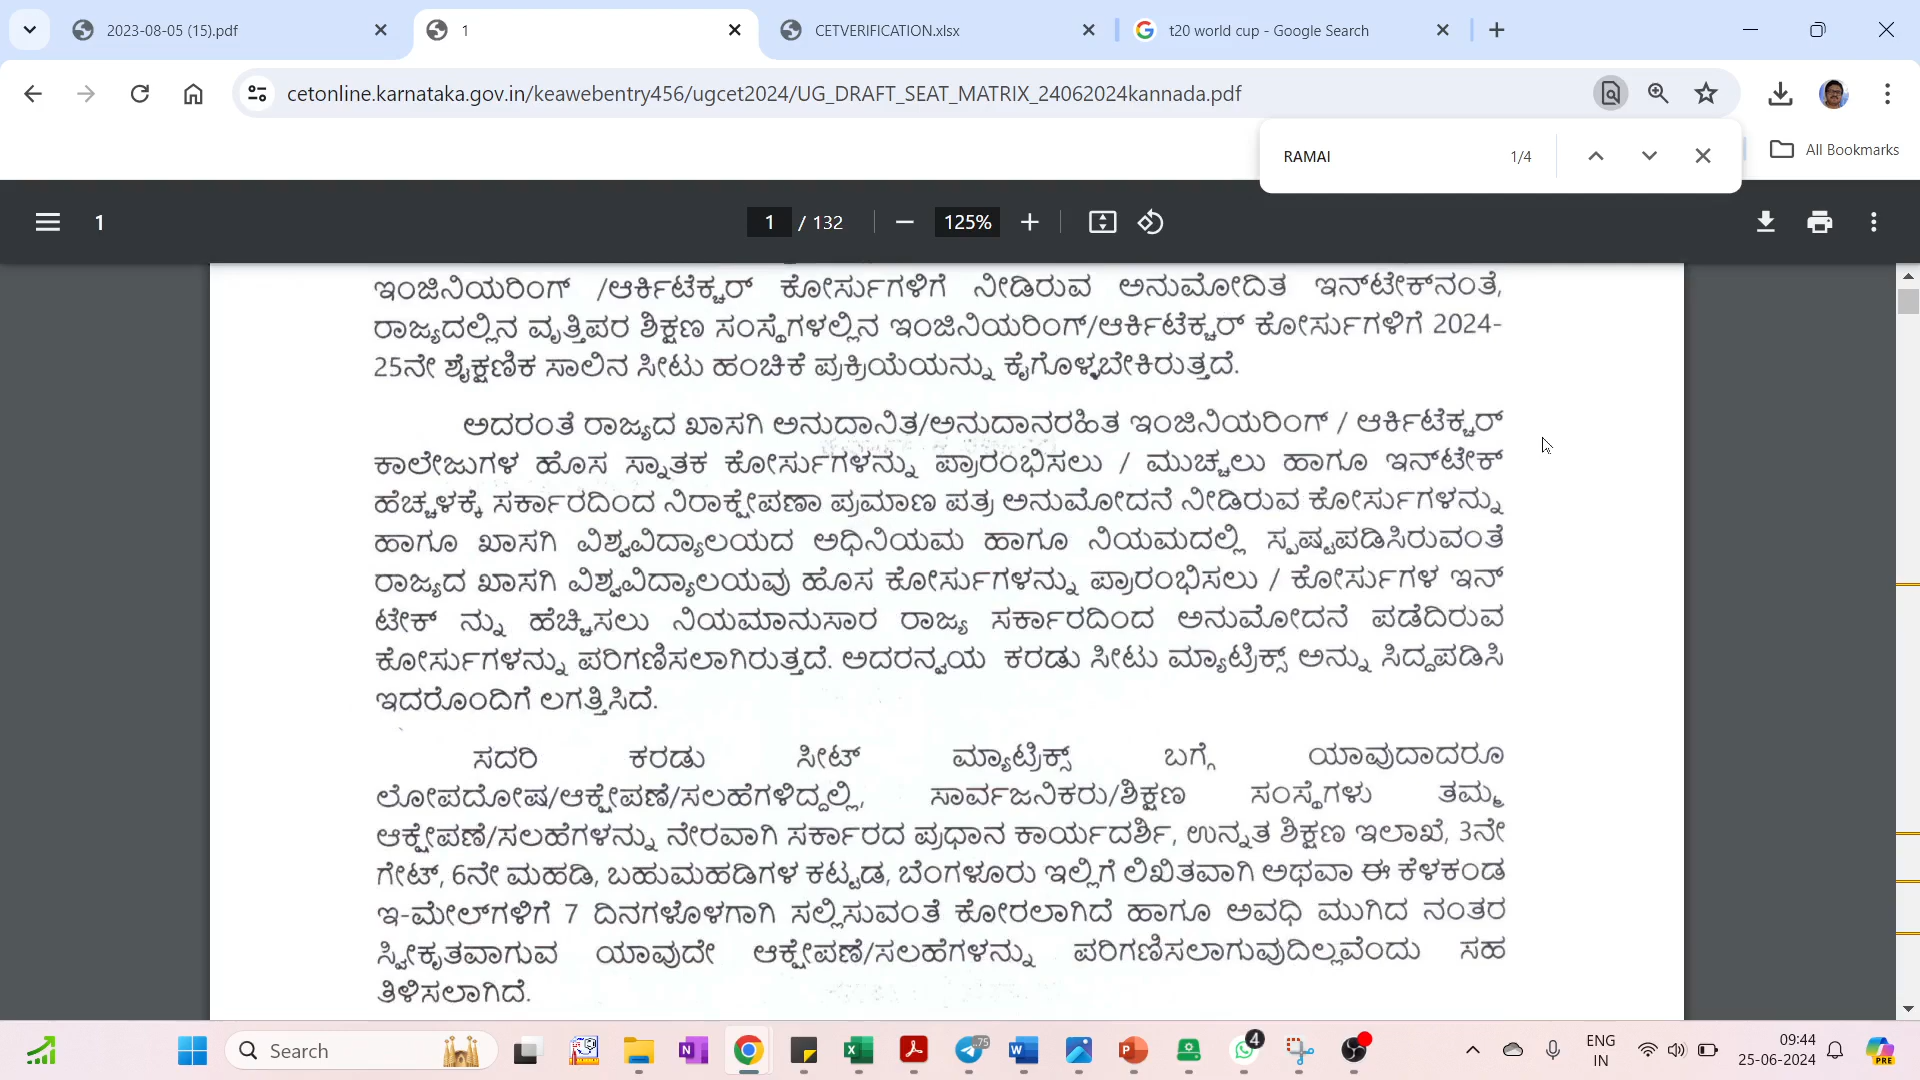 2023-08-05 (15).pdf
1
CETVERIFICATION.xlsx
t20 world cup - Google Search
cetonline.karnataka.gov.in/keawebentry456/ugcet2024/UG_DRAFT_SEAT_MATRIX_24062024kannada.pdf
RAMAI 1/4
All Bookmarks
1 1 / 132 125%
ಇಂಜಿನಿಯರಿಂಗ್ /ಆರ್ಕಿಟೆಕ್ಚರ್ ಕೋರ್ಸುಗಳಿಗೆ ನೀಡಿರುವ ಅನುಮೋದಿತ ಇನ್‌ಟೇಕ್‌ನಂತೆ,
ರಾಜ್ಯದಲ್ಲಿನ ವೃತ್ತಿಪರ ಶಿಕ್ಷಣ ಸಂಸ್ಥೆಗಳಲ್ಲಿನ ಇಂಜಿನಿಯರಿಂಗ್/ಆರ್ಕಿಟೆಕ್ಚರ್ ಕೋರ್ಸುಗಳಿಗೆ 2024-
25ನೇ ಶೈಕ್ಷಣಿಕ ಸಾಲಿನ ಸೀಟು ಹಂಚಿಕೆ ಪ್ರಕ್ರಿಯೆಯನ್ನು ಕೈಗೊಳ್ಳಬೇಕಿರುತ್ತದೆ.
ಅದರಂತೆ ರಾಜ್ಯದ ಖಾಸಗಿ ಅನುದಾನಿತ/ಅನುದಾನರಹಿತ ಇಂಜಿನಿಯರಿಂಗ್ / ಆರ್ಕಿಟೆಕ್ಚರ್
ಕಾಲೇಜುಗಳ ಹೊಸ ಸ್ನಾತಕ ಕೋರ್ಸುಗಳನ್ನು ಪ್ರಾರಂಭಿಸಲು / ಮುಚ್ಚಲು ಹಾಗೂ ಇನ್‌ಟೇಕ್
ಹೆಚ್ಚಳಕ್ಕೆ ಸರ್ಕಾರದಿಂದ ನಿರಾಕ್ಷೇಪಣಾ ಪ್ರಮಾಣ ಪತ್ರ ಅನುಮೋದನೆ ನೀಡಿರುವ ಕೋರ್ಸುಗಳನ್ನು
ಹಾಗೂ ಖಾಸಗಿ ವಿಶ್ವವಿದ್ಯಾಲಯದ ಅಧಿನಿಯಮ ಹಾಗೂ ನಿಯಮದಲ್ಲಿ ಸ್ಪಷ್ಟಪಡಿಸಿರುವಂತೆ
ರಾಜ್ಯದ ಖಾಸಗಿ ವಿಶ್ವವಿದ್ಯಾಲಯವು ಹೊಸ ಕೋರ್ಸುಗಳನ್ನು ಪ್ರಾರಂಭಿಸಲು / ಕೋರ್ಸುಗಳ ಇನ್
ಟೇಕ್ ನ್ನು ಹೆಚ್ಚಿಸಲು ನಿಯಮಾನುಸಾರ ರಾಜ್ಯ ಸರ್ಕಾರದಿಂದ ಅನುಮೋದನೆ ಪಡೆದಿರುವ
ಕೋರ್ಸುಗಳನ್ನು ಪರಿಗಣಿಸಲಾಗಿರುತ್ತದೆ. ಅದರನ್ವಯ ಕರಡು ಸೀಟು ಮ್ಯಾಟ್ರಿಕ್ಸ್ ಅನ್ನು ಸಿದ್ದಪಡಿಸಿ
ಇದರೊಂದಿಗೆ ಲಗತ್ತಿಸಿದೆ.
ಸದರಿ ಕರಡು ಸೀಟ್ ಮ್ಯಾಟ್ರಿಕ್ಸ್ ಬಗ್ಗೆ ಯಾವುದಾದರೂ
ಲೋಪದೋಷ/ಆಕ್ಷೇಪಣೆ/ಸಲಹೆಗಳಿದ್ದಲ್ಲಿ, ಸಾರ್ವಜನಿಕರು/ಶಿಕ್ಷಣ ಸಂಸ್ಥೆಗಳು ತಮ್ಮ
ಆಕ್ಷೇಪಣೆ/ಸಲಹೆಗಳನ್ನು ನೇರವಾಗಿ ಸರ್ಕಾರದ ಪ್ರಧಾನ ಕಾರ್ಯದರ್ಶಿ, ಉನ್ನತ ಶಿಕ್ಷಣ ಇಲಾಖೆ, 3ನೇ
ಗೇಟ್, 6ನೇ ಮಹಡಿ, ಬಹುಮಹಡಿಗಳ ಕಟ್ಟಡ, ಬೆಂಗಳೂರು ಇಲ್ಲಿಗೆ ಲಿಖಿತವಾಗಿ ಅಥವಾ ಈ ಕೆಳಕಂಡ
ಇ-ಮೇಲ್‌ಗಳಿಗೆ 7 ದಿನಗಳೊಳಗಾಗಿ ಸಲ್ಲಿಸುವಂತೆ ಕೋರಲಾಗಿದೆ ಹಾಗೂ ಅವಧಿ ಮುಗಿದ ನಂತರ
ಸ್ವೀಕೃತವಾಗುವ ಯಾವುದೇ ಆಕ್ಷೇಪಣೆ/ಸಲಹೆಗಳನ್ನು ಪರಿಗಣಿಸಲಾಗುವುದಿಲ್ಲವೆಂದು ಸಹ
ತಿಳಿಸಲಾಗಿದೆ.
Search
.75
4
ENG
IN
09:44
25-06-2024
PRE